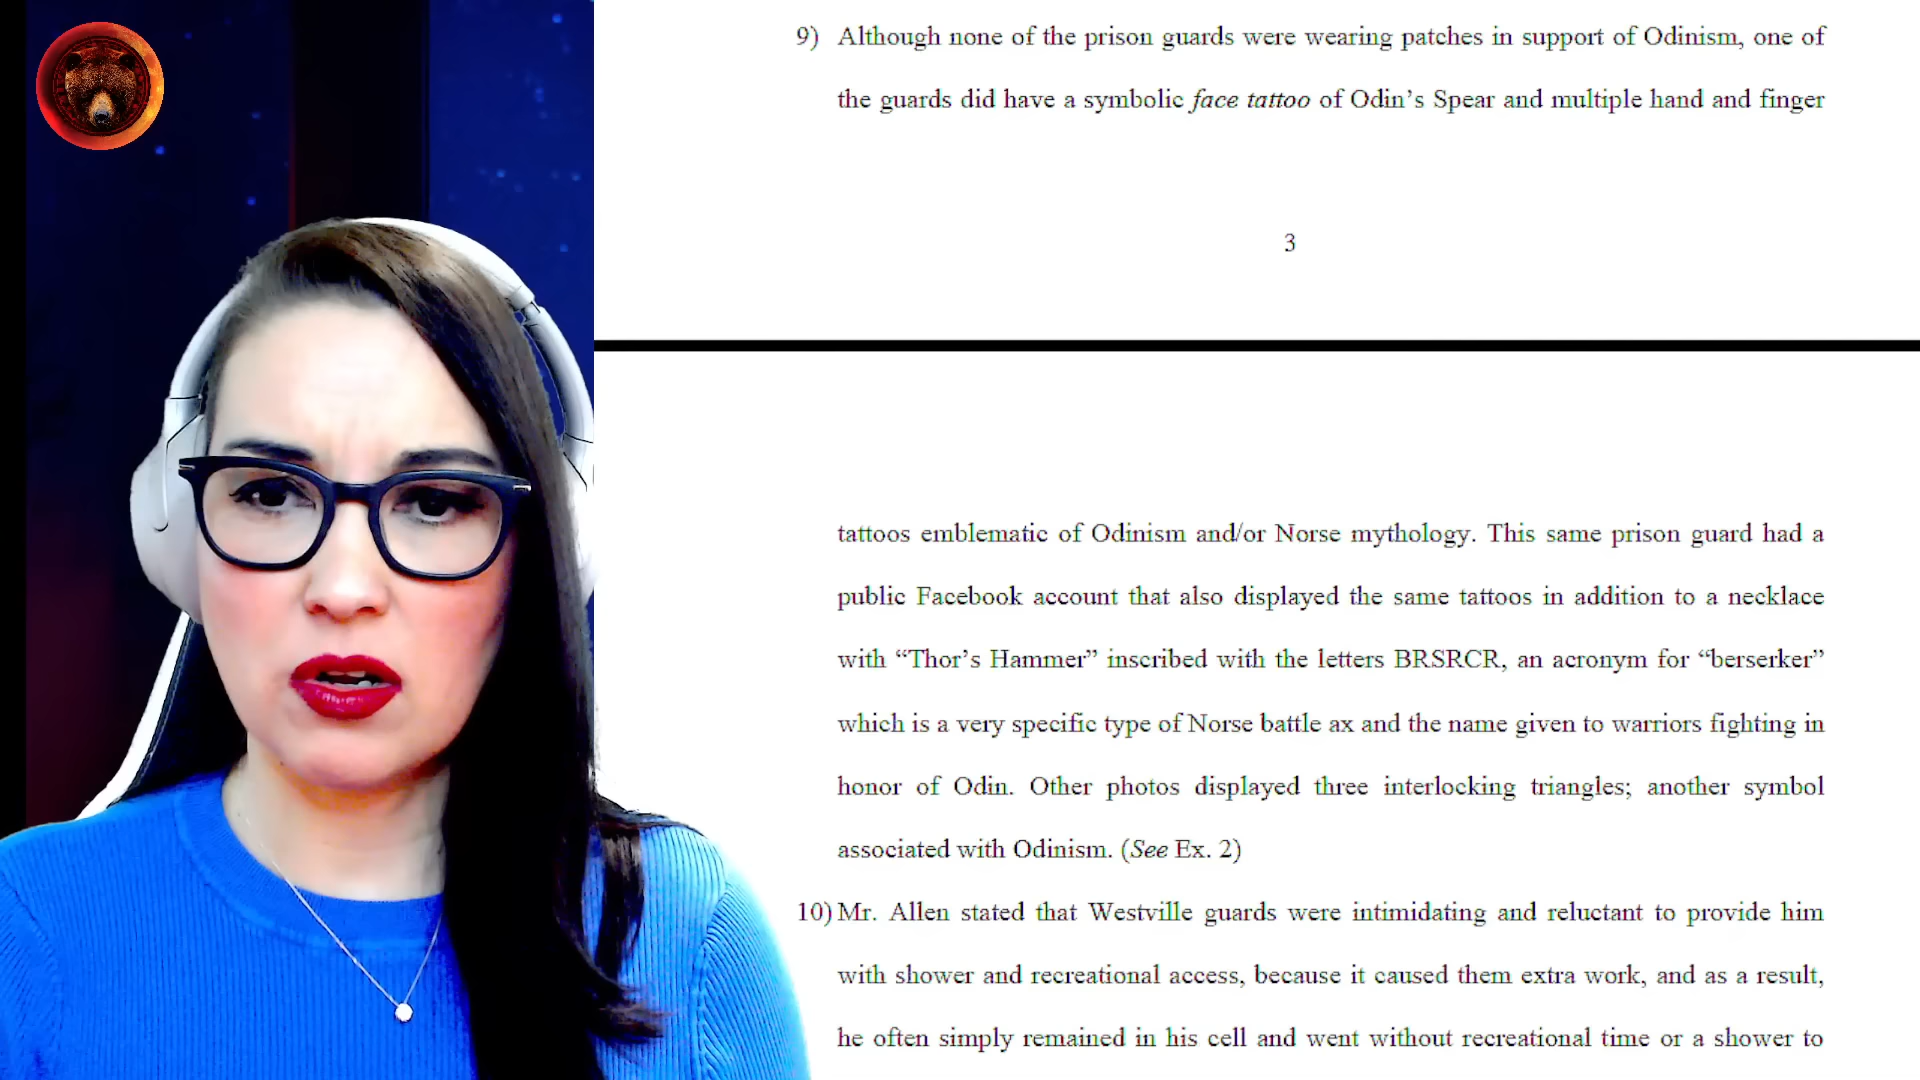 9) Although none of the prison guards were wearing patches in support of Odinism, one of
the guards did have a symbolic face tattoo of Odin’s Spear and multiple hand and finger
3
tattoos emblematic of Odinism and/or Norse mythology. This same prison guard had a
public Facebook account that also displayed the same tattoos in addition to a necklace
with “Thor’s Hammer” inscribed with the letters BRSRCR, an acronym for “berserker”
which is a very specific type of Norse battle ax and the name given to warriors fighting in
honor of Odin. Other photos displayed three interlocking triangles; another symbol
associated with Odinism. (See Ex. 2)
10) Mr. Allen stated that Westville guards were intimidating and reluctant to provide him
with shower and recreational access, because it caused them extra work, and as a result,
he often simply remained in his cell and went without recreational time or a shower to